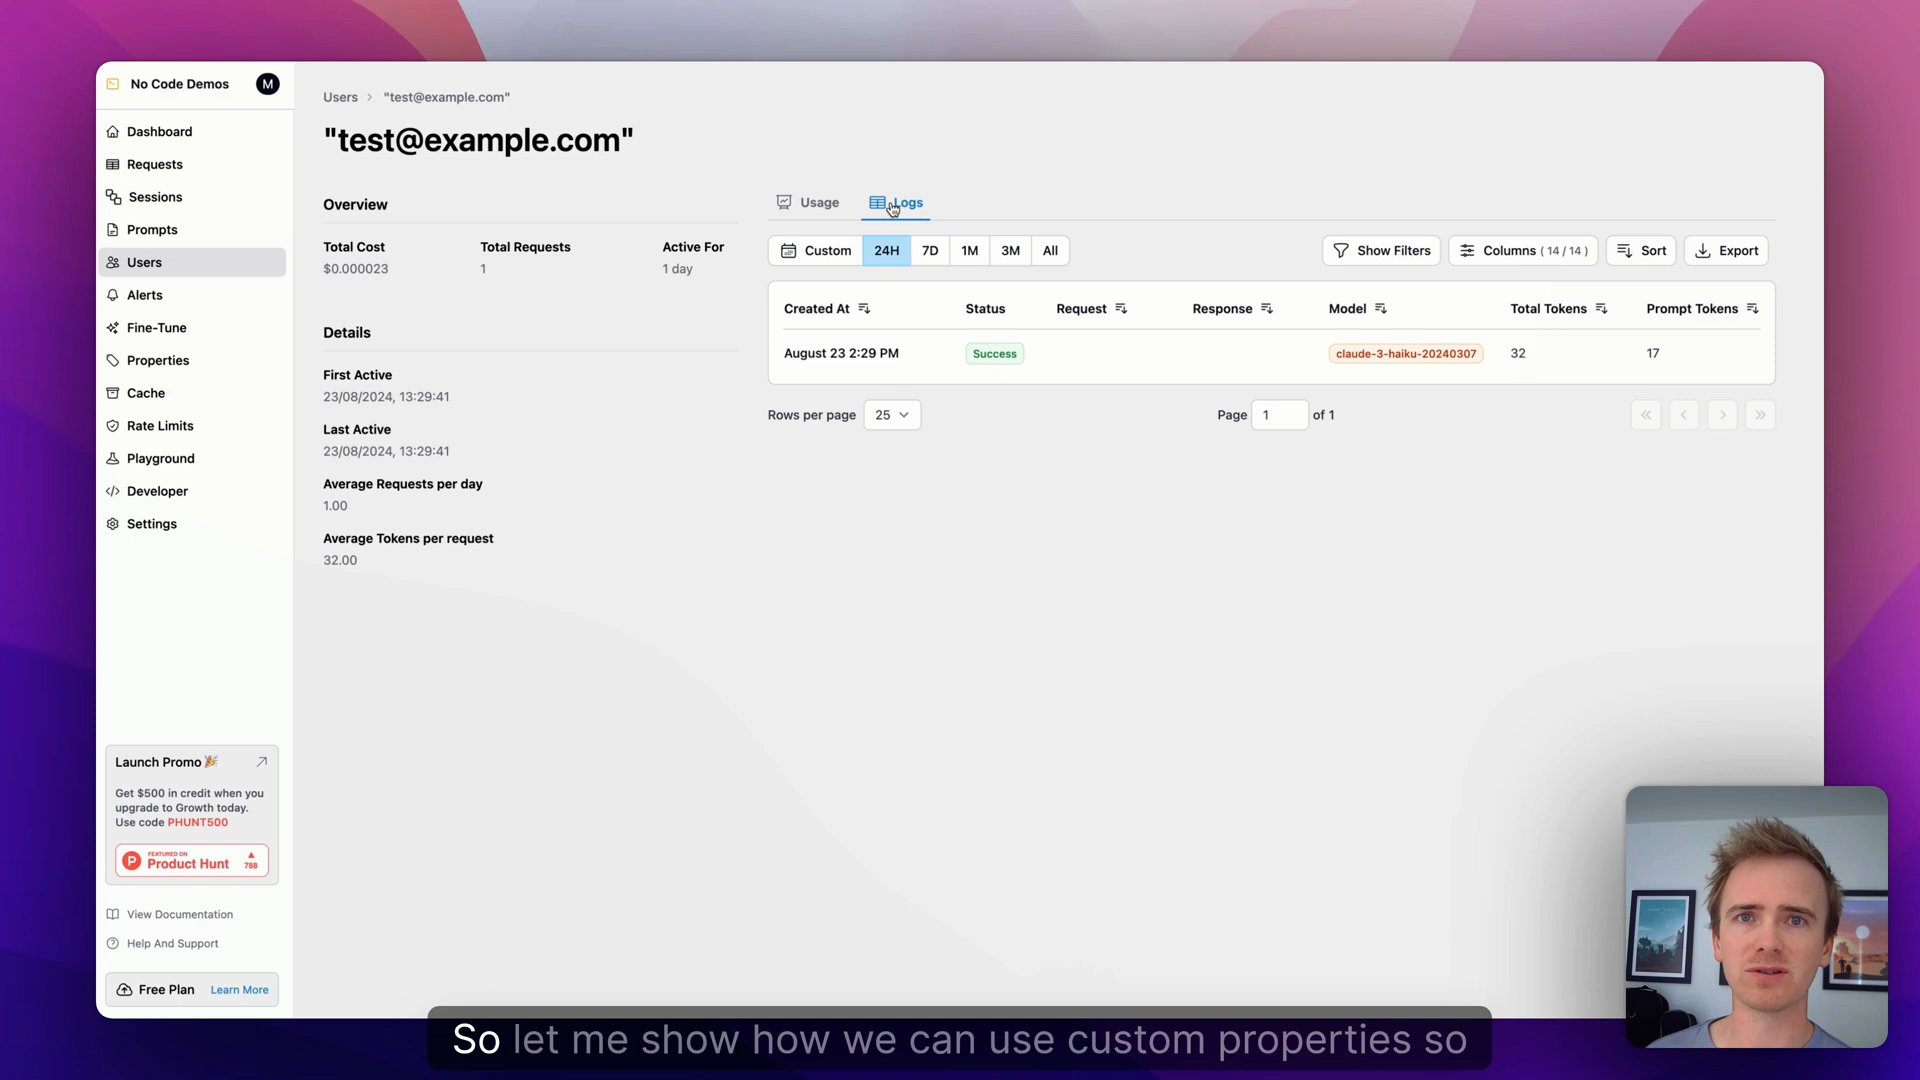 No Code Demos
M
Dashboard
Requests
Sessions
Prompts
Users
Alerts
Fine-Tune
Properties
Cache
Rate Limits
Playground
Developer
Settings
Launch Promo 🎉
Get $500 in credit when you
upgrade to Growth today.
Use code PHUNT500
P
FEATURED ON
Product Hunt
788
View Documentation
Help And Support
Free Plan Learn More
Users > "test@example.com"
"test@example.com"
Overview
Total Cost Total Requests Active For
$0.000023 1 1 day
Details
First Active
23/08/2024, 13:29:41
Last Active
23/08/2024, 13:29:41
Average Requests per day
1.00
Average Tokens per request
32.00
Usage Logs
Custom 24H 7D 1M 3M All Show Filters Columns ( 14 / 14 ) Sort Export
Created At Status Request Response Model Total Tokens Prompt Tokens
August 23 2:29 PM Success claude-3-haiku-20240307 32 17
Rows per page 25 Page 1 of 1
So let me show how we can use custom properties so